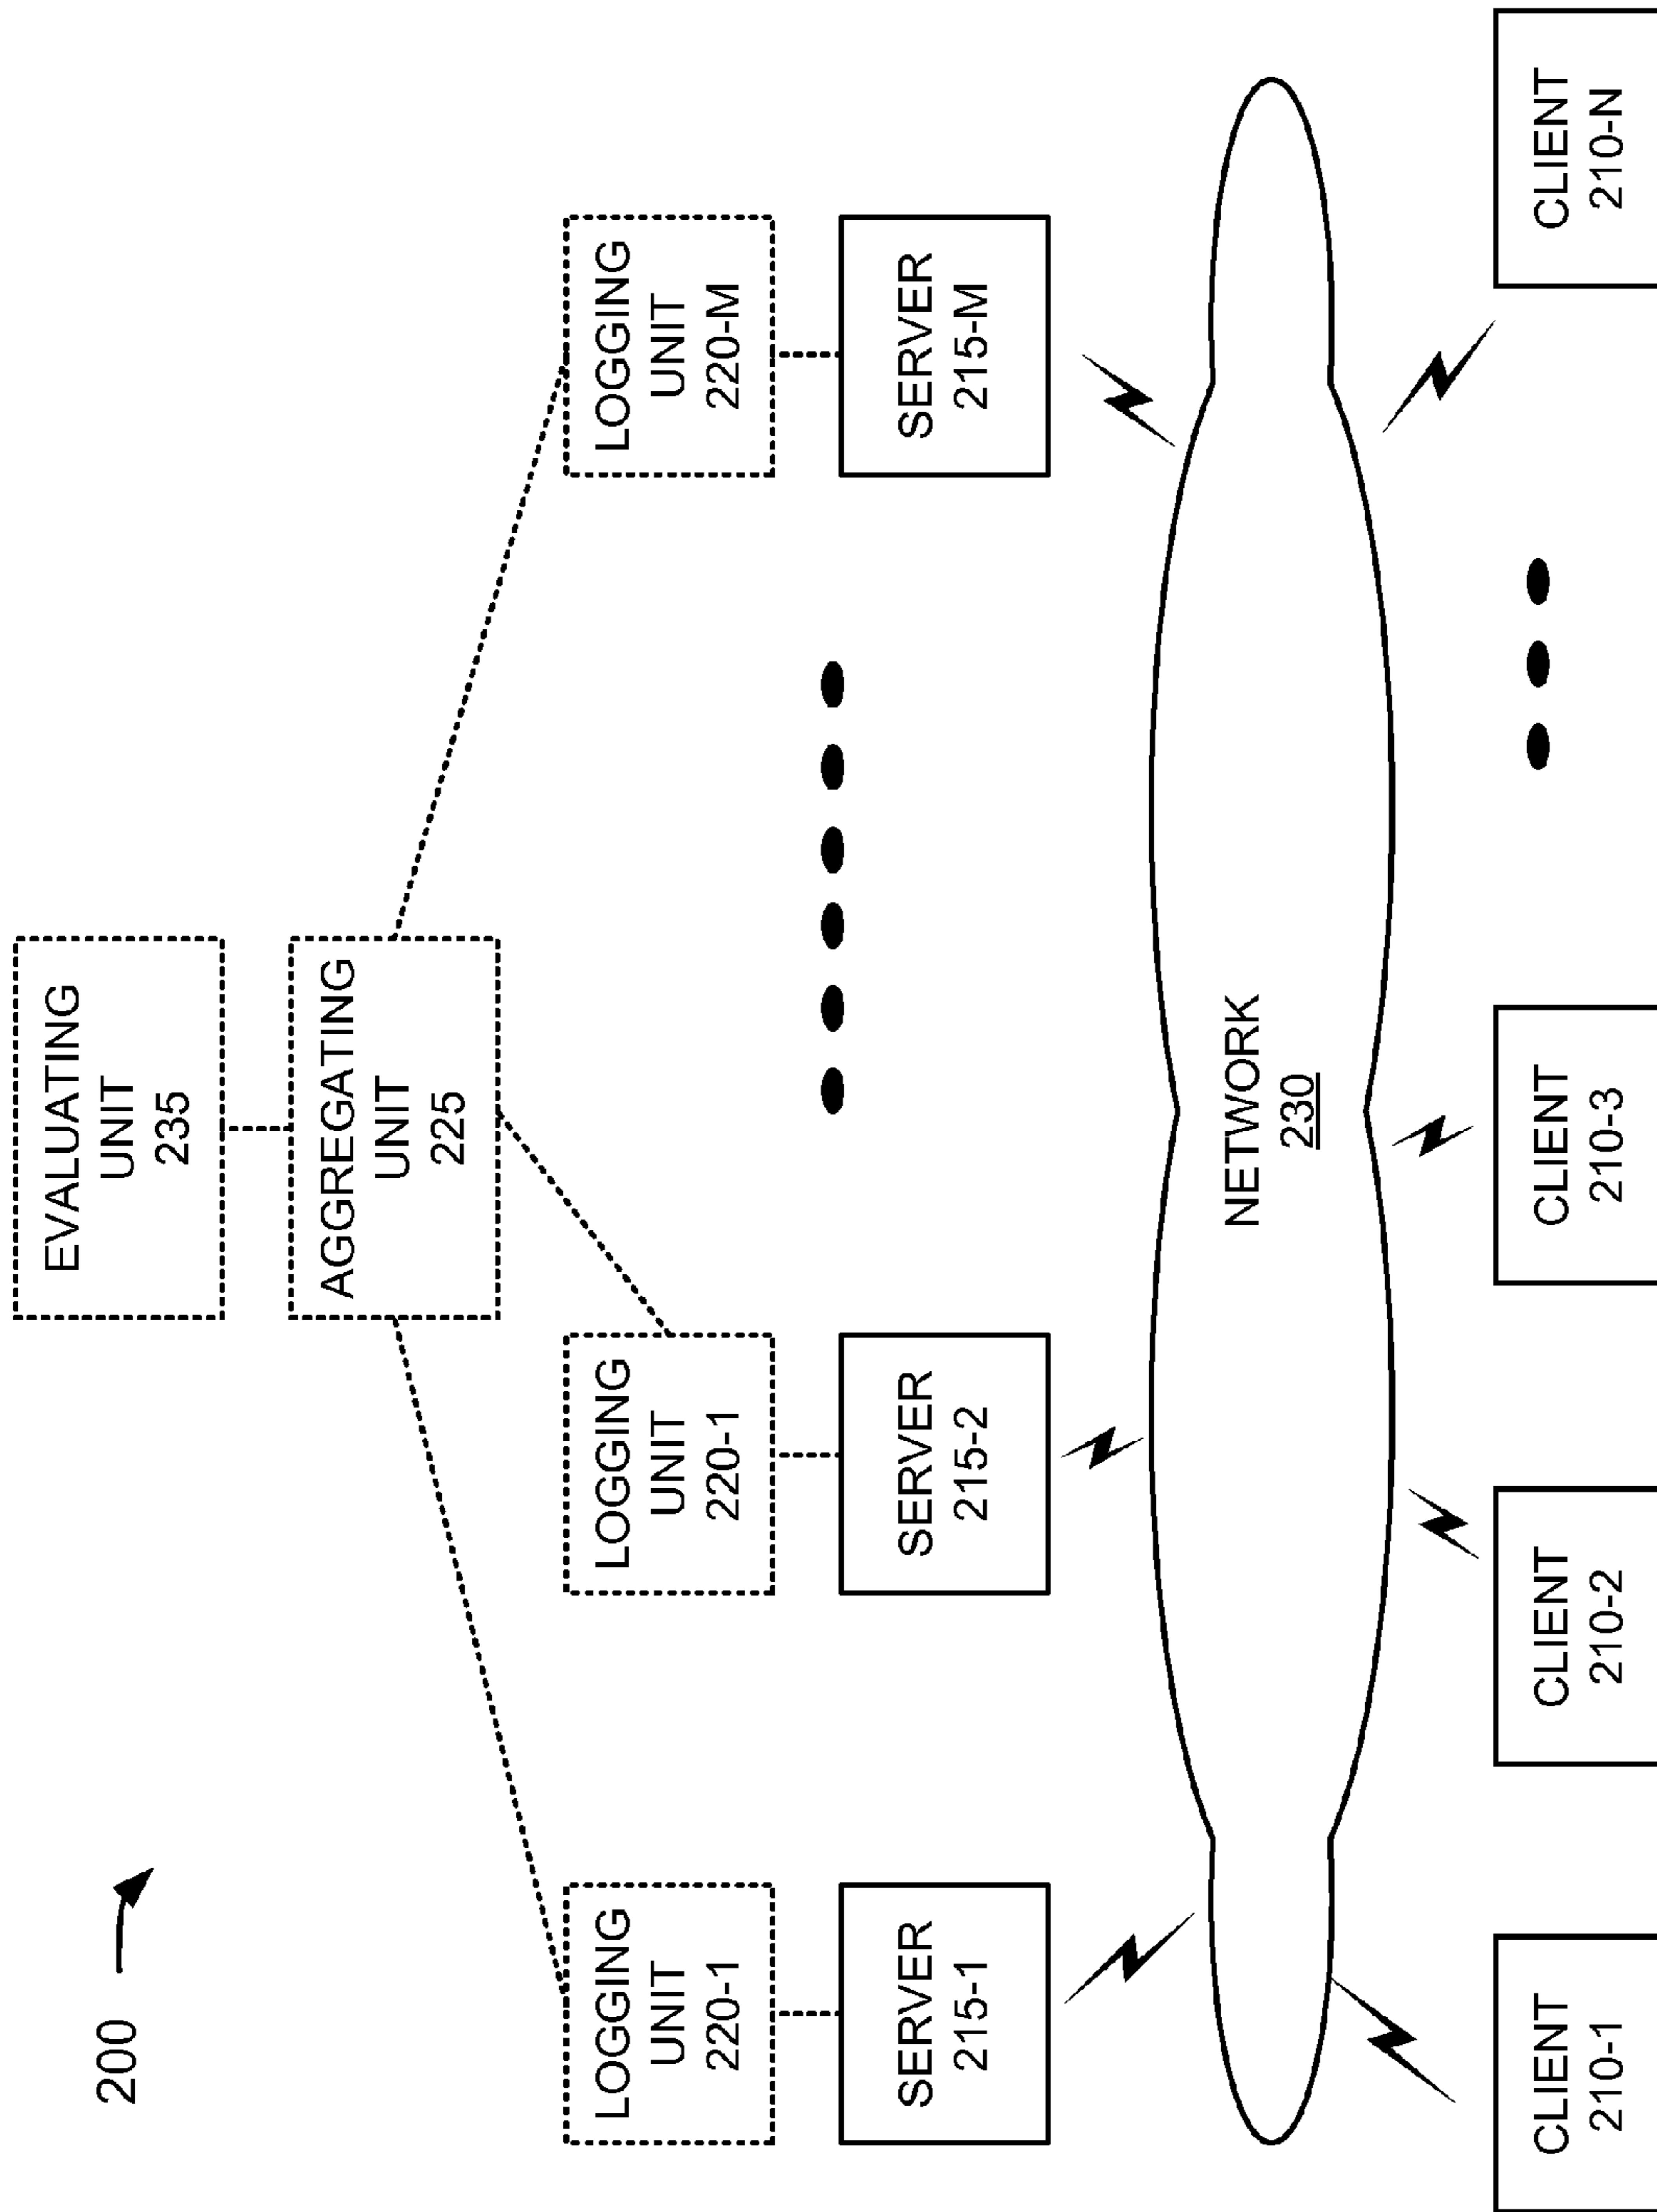 200
EVALUATING
UNIT
235
AGGREGATING
UNIT
225
LOGGING
UNIT
220-1
LOGGING
UNIT
220-1
LOGGING
UNIT
220-M
SERVER
215-1
SERVER
215-2
SERVER
215-M
NETWORK
230
CLIENT
210-1
CLIENT
210-2
CLIENT
210-3
CLIENT
210-N